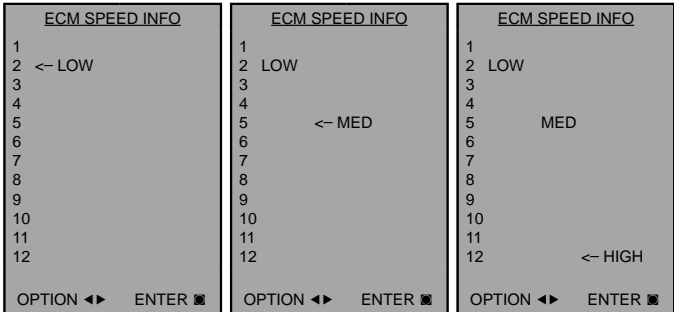 ECM SPEED INFO
1
2 <– LOW
3
4
5
6
7
8
9
10
11
12
OPTION ◄► ENTER ◙
ECM SPEED INFO
1
2 LOW
3
4
5 <– MED
6
7
8
9
10
11
12
OPTION ◄► ENTER ◙
ECM SPEED INFO
1
2 LOW
3
4
5 MED
6
7
8
9
10
11
12 <– HIGH
OPTION ◄► ENTER ◙